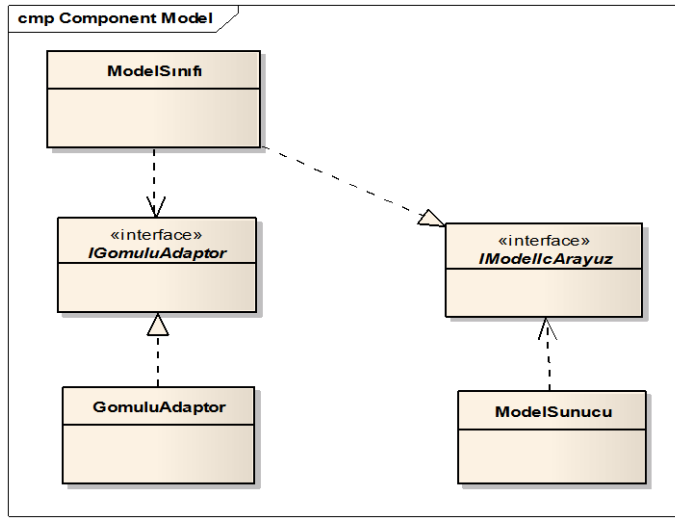 cmp Component Model
ModelSınıfı
«interface»
IGomuluAdaptor
«interface»
IModelIcArayuz
GomuluAdaptor
ModelSunucu